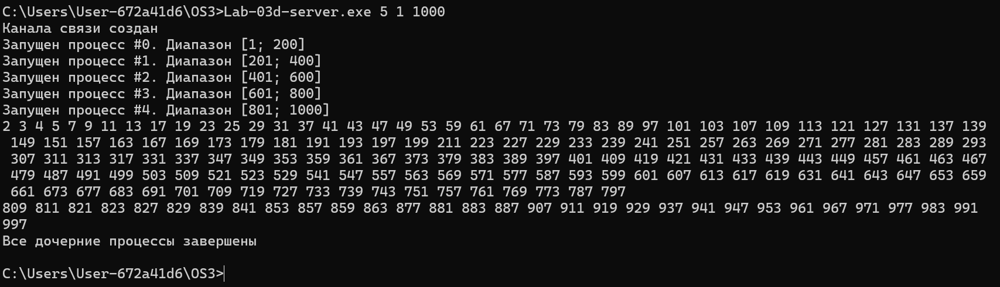 C:\Users\User-672a41d6\OS3>Lab-03d-server.exe 5 1 1000
Канала связи создан
Запущен процесс #0. Диапазон [1; 200]
Запущен процесс #1. Диапазон [201; 400]
Запущен процесс #2. Диапазон [401; 600]
Запущен процесс #3. Диапазон [601; 800]
Запущен процесс #4. Диапазон [801; 1000]
2 3 4 5 7 9 11 13 17 19 23 25 29 31 37 41 43 47 49 53 59 61 67 71 73 79 83 89 97 101 103 107 109 113 121 127 131 137 139
149 151 157 163 167 169 173 179 181 191 193 197 199 211 223 227 229 233 239 241 251 257 263 269 271 277 281 283 289 293
307 311 313 317 331 337 347 349 353 359 361 367 373 379 383 389 397 401 409 419 421 431 433 439 443 449 457 461 463 467
479 487 491 499 503 509 521 523 529 541 547 557 563 569 571 577 587 593 599 601 607 613 617 619 631 641 643 647 653 659
661 673 677 683 691 701 709 719 727 733 739 743 751 757 761 769 773 787 797
809 811 821 823 827 829 839 841 853 857 859 863 877 881 883 887 907 911 919 929 937 941 947 953 961 967 971 977 983 991
997
Все дочерние процессы завершены
C:\Users\User-672a41d6\OS3>